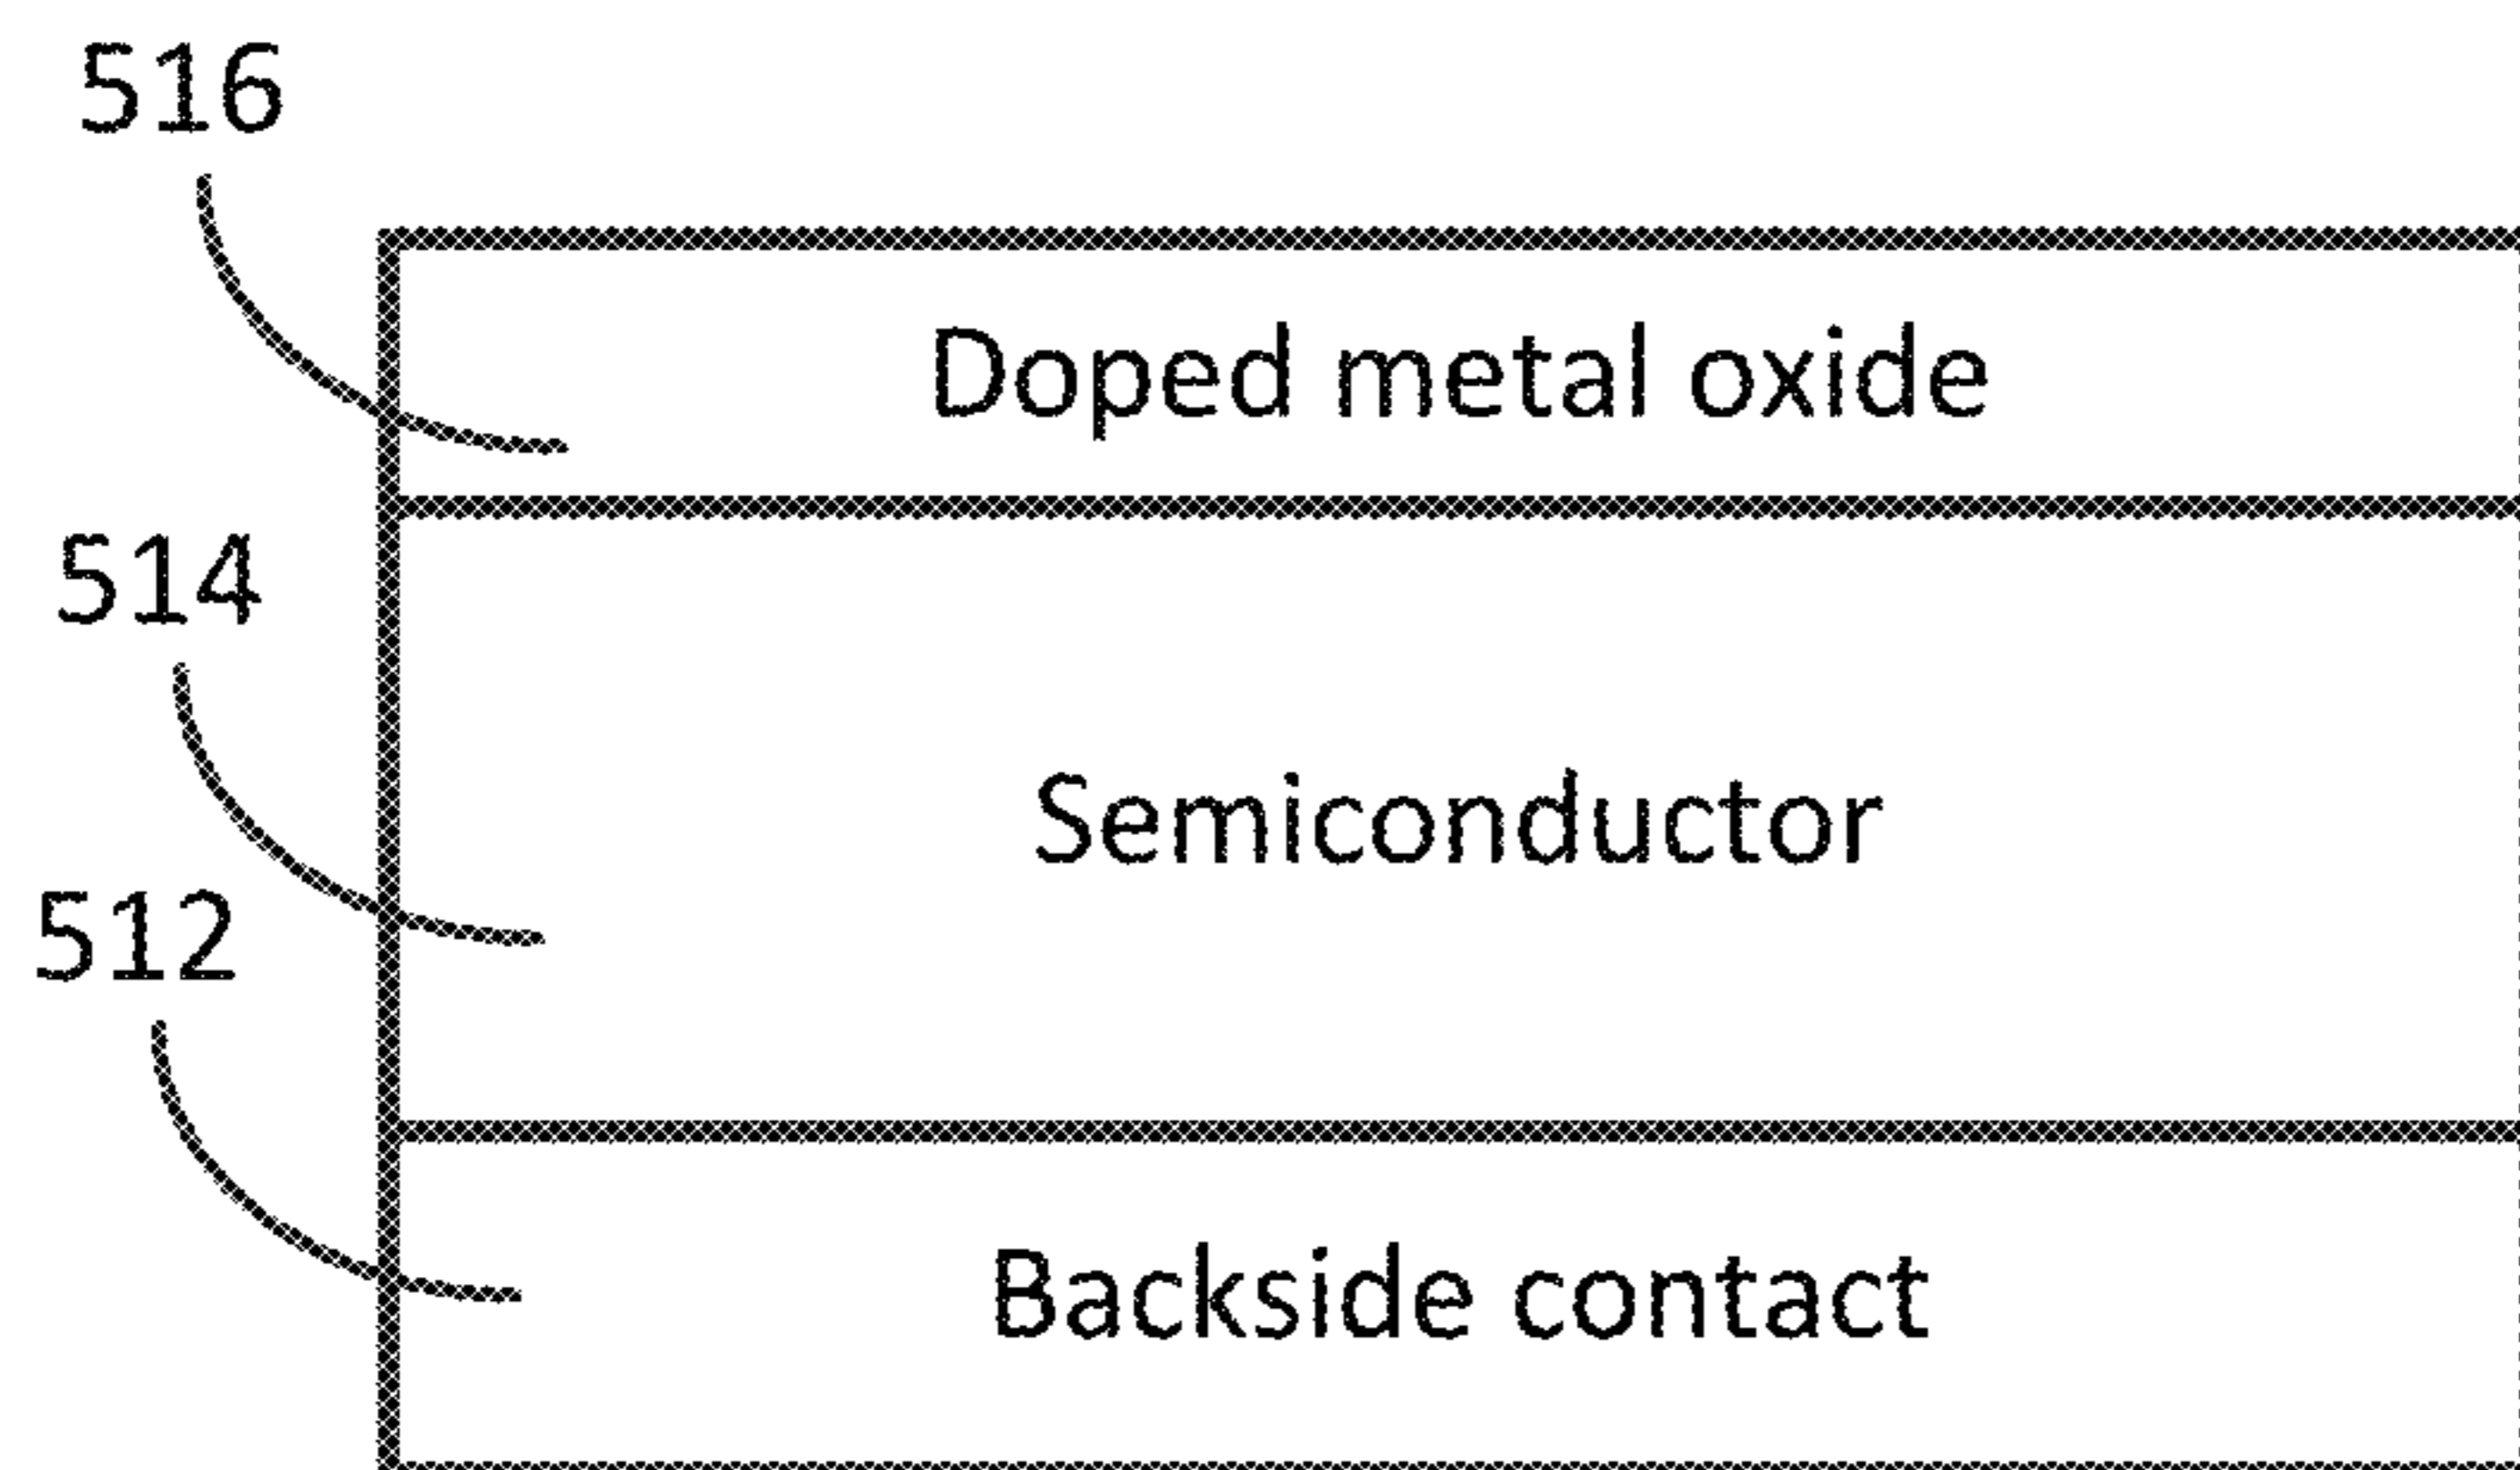 516
Doped metal oxide
514
Semiconductor
512
Backside contact